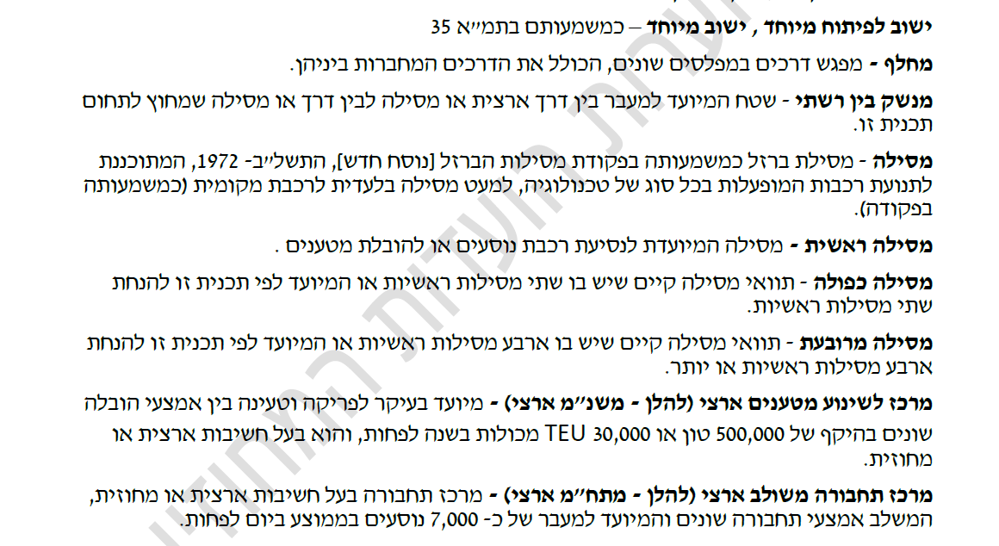 ישוב לפיתוח מיוחד , ישוב מיוחד – כמשמעותם בתמ״א 35
מחלף - מפגש דרכים במפלסים שונים, הכולל את הדרכים המחברות ביניהן.
מנשק בין רשתי - שטח המיועד למעבר בין דרך ארצית או מסילה לבין דרך או מסילה שמחוץ לתחום
תכנית זו.
מסילה - מסילת ברזל כמשמעותה בפקודת מסילות הברזל [נוסח חדש], התשל״ב- 1972, המתוכננת
לתנועת רכבות המופעלות בכל סוג של טכנולוגיה, למעט מסילה בלעדית לרכבת מקומית (כמשמעותה
בפקודה).
מסילה ראשית - מסילה המיועדת לנסיעת רכבת נוסעים או להובלת מטענים .
מסילה כפולה - תוואי מסילה קיים שיש בו שתי מסילות ראשיות או המיועד לפי תכנית זו להנחת
שתי מסילות ראשיות.
מסילה מרובעת - תוואי מסילה קיים שיש בו ארבע מסילות ראשיות או המיועד לפי תכנית זו להנחת
ארבע מסילות ראשיות או יותר.
מרכז לשינוע מטענים ארצי (להלן - משנ״מ ארצי) - מיועד בעיקר לפריקה וטעינה בין אמצעי הובלה
שונים בהיקף של 500,000 טון או 30,000 TEU מכולות בשנה לפחות, והוא בעל חשיבות ארצית או
מחוזית.
מרכז תחבורה משולב ארצי (להלן - מתח״מ ארצי) - מרכז תחבורה בעל חשיבות ארצית או מחוזית,
המשלב אמצעי תחבורה שונים והמיועד למעבר של כ- 7,000 נוסעים בממוצע ביום לפחות.
הערות הועדות